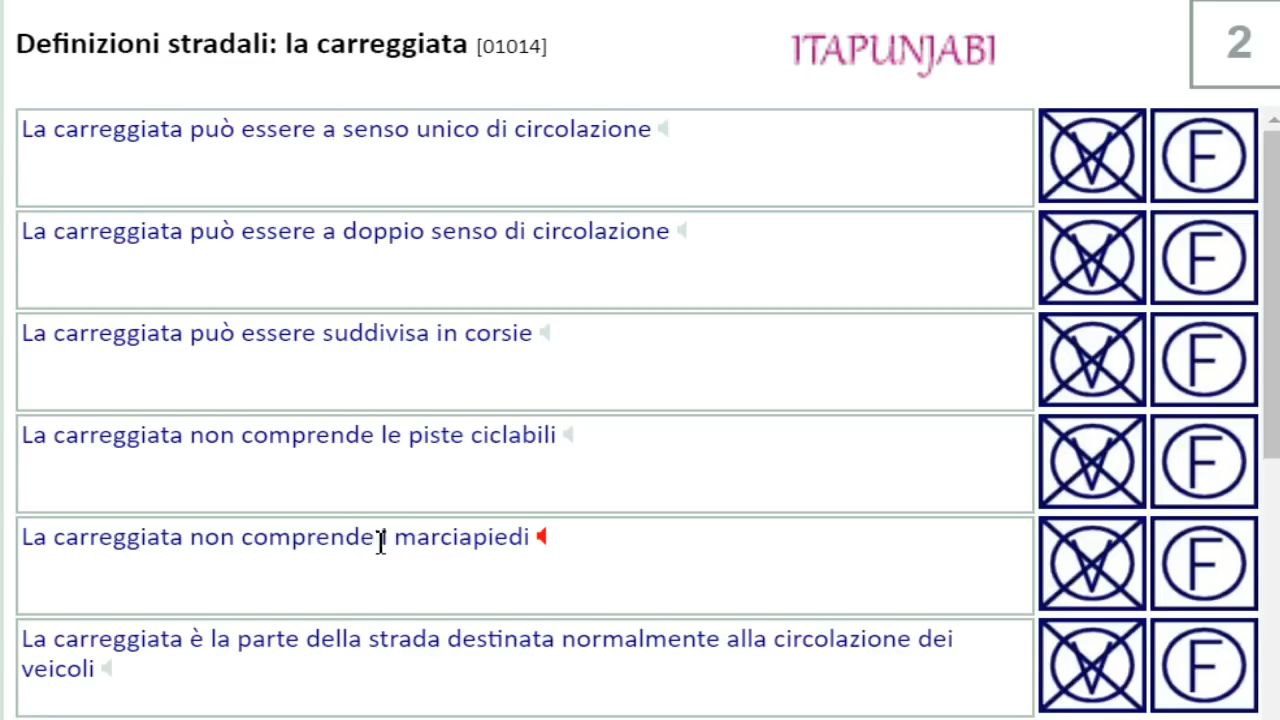 Definizioni stradali: la carreggiata [01014]
ITAPUNJABI
2
La carreggiata può essere a senso unico di circolazione
V F
La carreggiata può essere a doppio senso di circolazione
V F
La carreggiata può essere suddivisa in corsie
V F
La carreggiata non comprende le piste ciclabili
V F
La carreggiata non comprende i marciapiedi
V F
La carreggiata è la parte della strada destinata normalmente alla circolazione dei
veicoli
V F